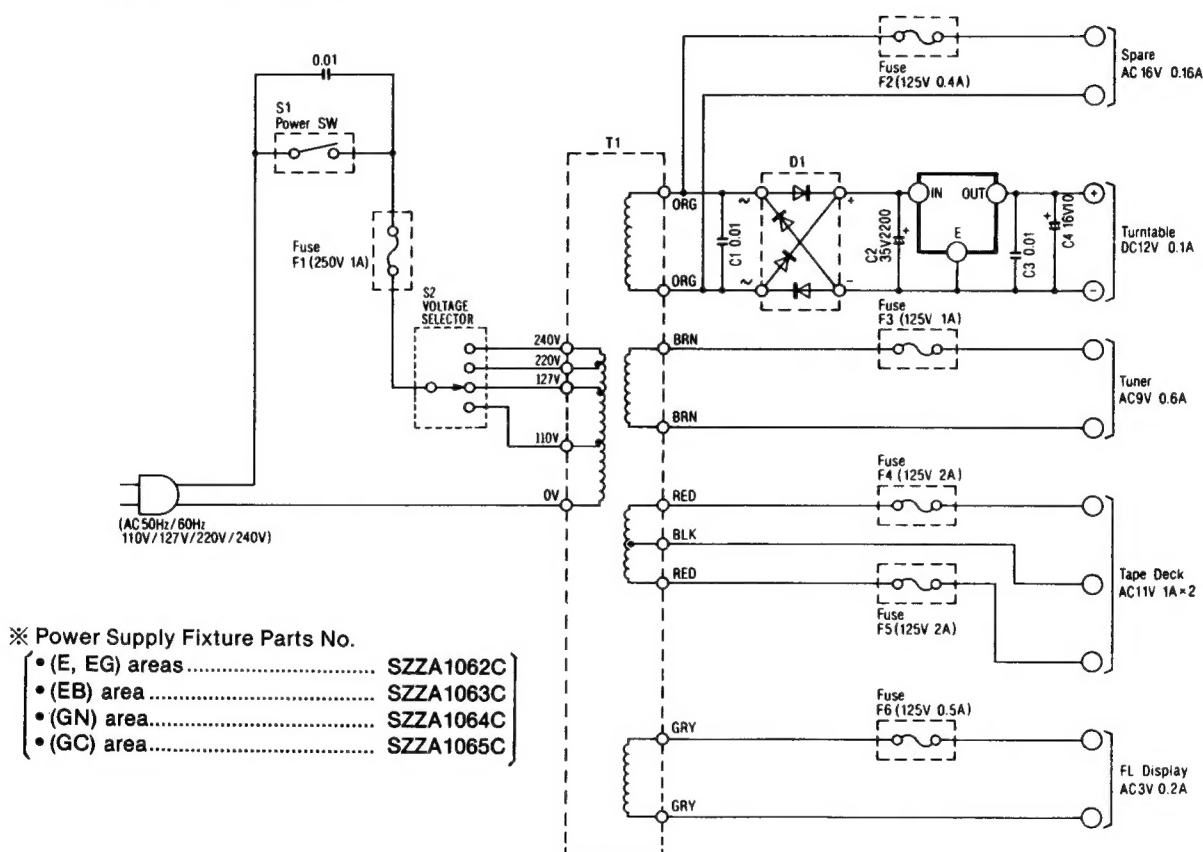 0.01
S1
Power SW
Fuse
F1(250V 1A)
S2
VOLTAGE
SELECTOR
240V
220V
127V
110V
0V
(AC50Hz/60Hz
110V/127V/220V/240V)
T1
ORG
ORG
BRN
BRN
RED
BLK
RED
GRY
GRY
Fuse
F2(125V 0.4A)
Spare
AC16V 0.16A
C1 0.01
D1
~
~
+
−
C2
35V2200
+
IN
OUT
E
C3 0.01
+
C4 16V10
+
−
Turntable
DC12V 0.1A
Fuse
F3 (125V 1A)
Tuner
AC9V 0.6A
Fuse
F4(125V 2A)
Fuse
F5(125V 2A)
Tape Deck
AC11V 1A×2
Fuse
F6(125V 0.5A)
FL Display
AC3V 0.2A
※ Power Supply Fixture Parts No.
• (E, EG) areas .......................... SZZA1062C
• (EB) area ................................ SZZA1063C
• (GN) area................................ SZZA1064C
• (GC) area................................ SZZA1065C